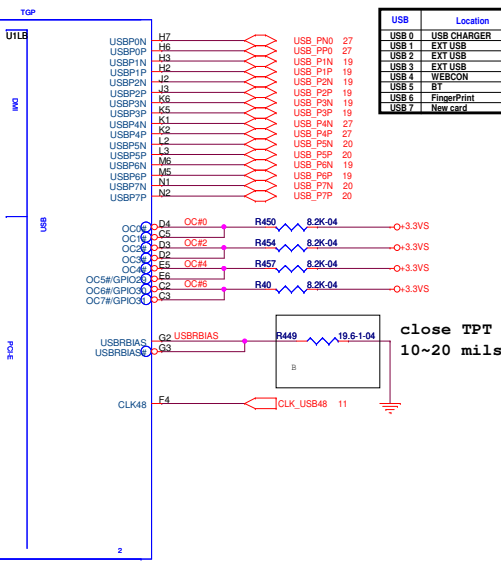 TGP
U1LB
DMI
USB
PCI-E
2
USBP0N H7 USB_PN0 27
USBP0P H6 USB_PP0 27
USBP1N H3 USB_P1N 19
USBP1P H2 USB_P1P 19
USBP2N J2 USB_P2N 19
USBP2P J3 USB_P2P 19
USBP3N K6 USB_P3N 19
USBP3P K5 USB_P3P 19
USBP4N K1 USB_P4N 27
USBP4P K2 USB_P4P 27
USBP5N L2 USB_P5N 20
USBP5P L3 USB_P5P 20
USBP6N M6 USB_P6N 19
USBP6P M5 USB_P6P 19
USBP7N N1 USB_P7N 20
USBP7P N2 USB_P7P 20
USB Location
USB 0 USB CHARGER
USB 1 EXT USB
USB 2 EXT USB
USB 3 EXT USB
USB 4 WEBCON
USB 5 BT
USB 6 FingerPrint
USB 7 New card
OC0# D4 OC#0 R450 8.2K-04 +3.3VS
OC1# C5
OC2# D3 OC#2 R454 8.2K-04 +3.3VS
OC3# D2
OC4# E5 OC#4 R457 8.2K-04 +3.3VS
OC5#/GPIO29 E6
OC6#/GPIO30 C2 OC#6 R40 8.2K-04 +3.3VS
OC7#/GPIO31 C3
USBRBIAS G2 USBRBIAS R449 19.6-1-04
USBRBIAS# G3
B
close TPT
10~20 mils
CLK48 F4 CLK_USB48 11